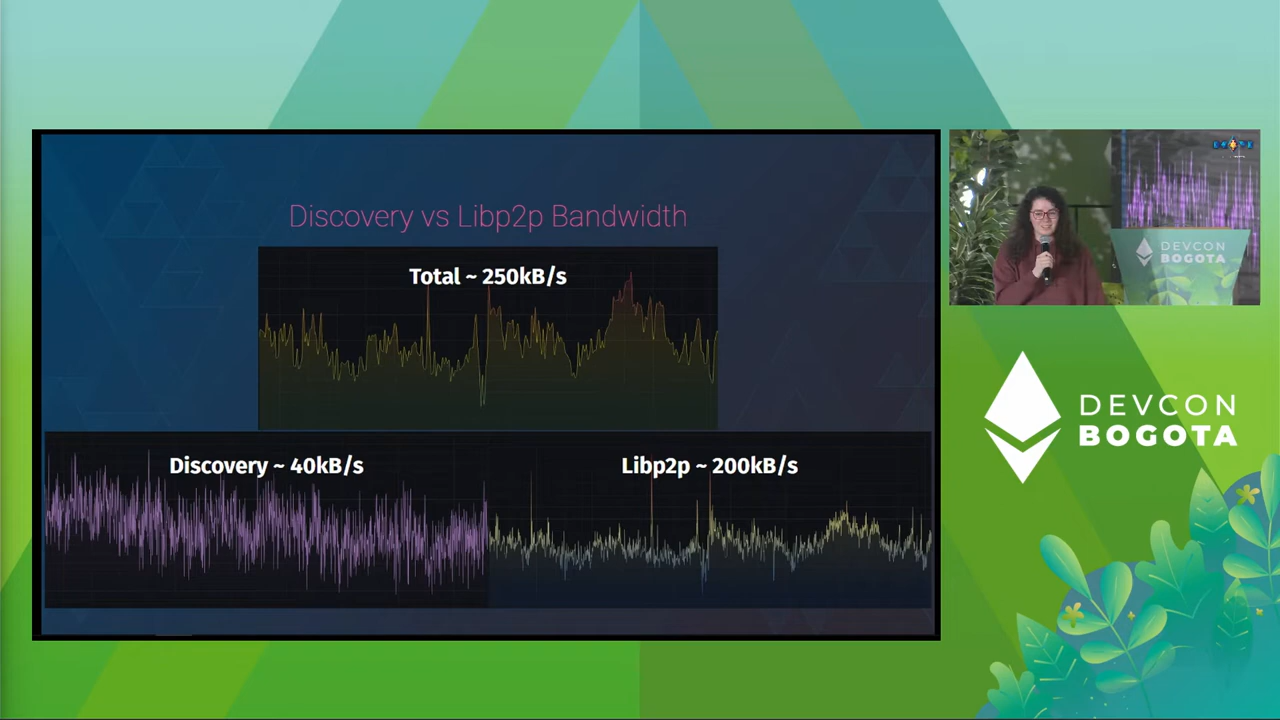 Discovery vs Libp2p Bandwidth
Total ~ 250kB/s
Discovery ~ 40kB/s
Libp2p ~ 200kB/s
DEVCON
BOGOTA
DEVCON
BOGOTA